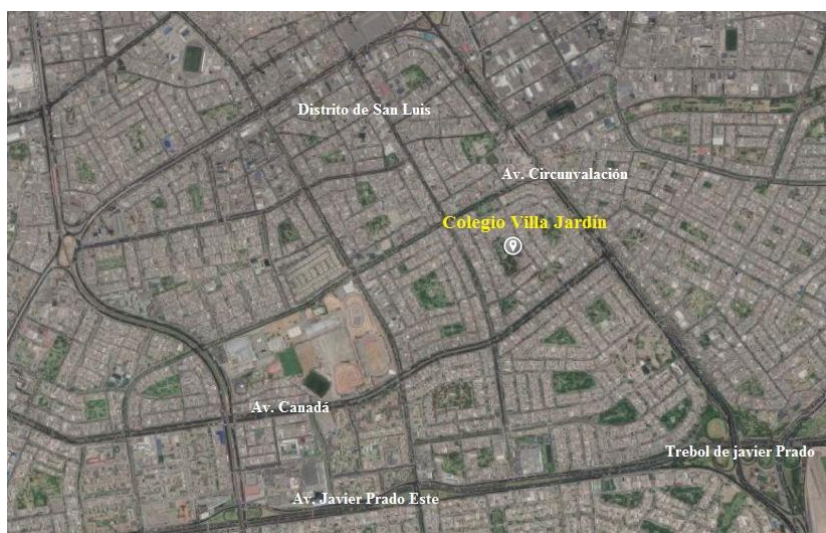 Distrito de San Luis
Av. Circunvalación
Colegio Villa Jardín
Av. Canadá
Trebol de javier Prado
Av. Javier Prado Este